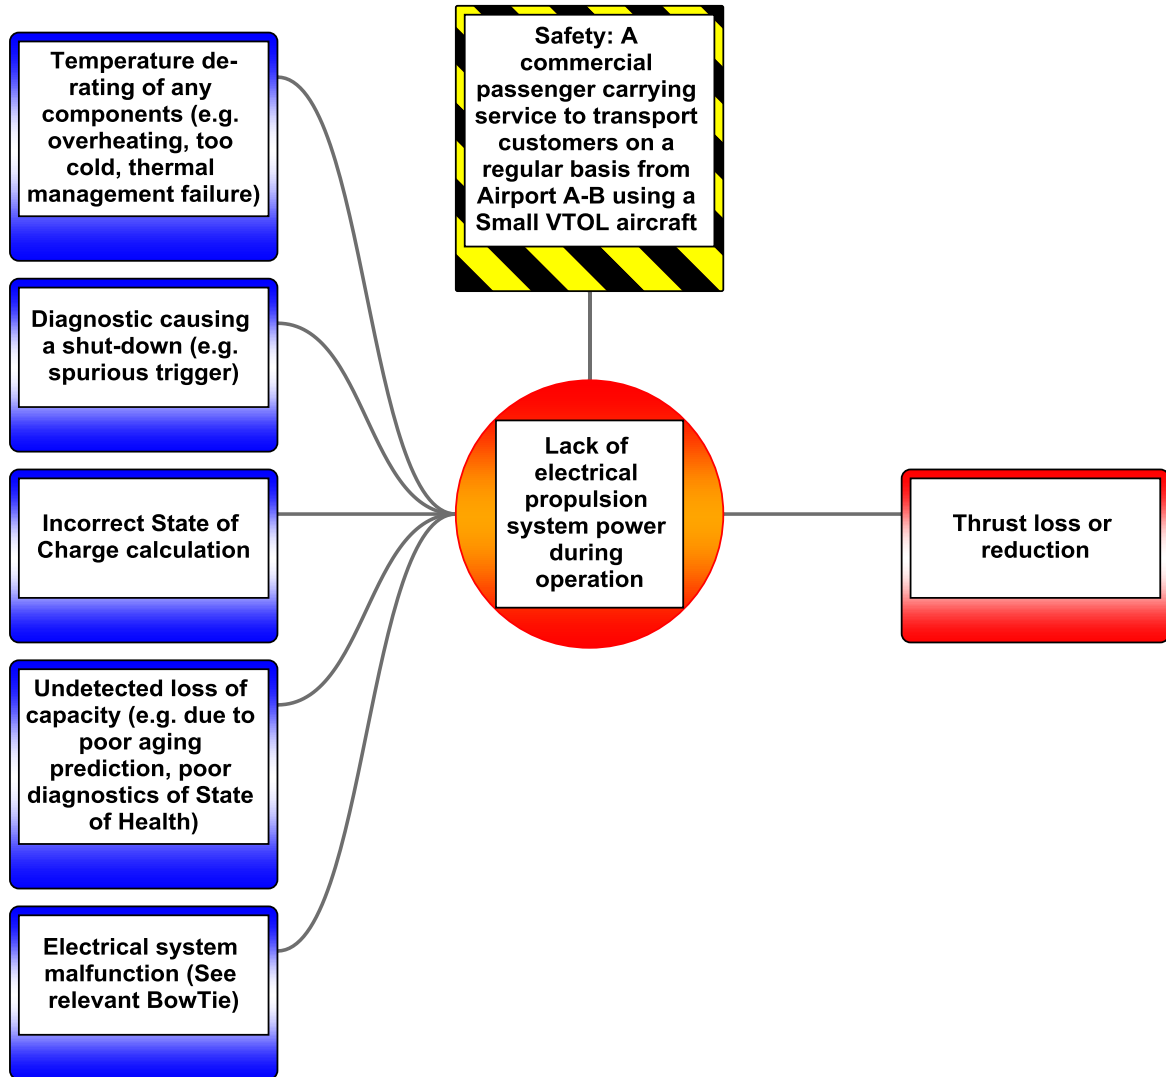 Temperature de-
rating of any
components (e.g.
overheating, too
cold, thermal
management failure)
Diagnostic causing
a shut-down (e.g.
spurious trigger)
Incorrect State of
Charge calculation
Undetected loss of
capacity (e.g. due to
poor aging
prediction, poor
diagnostics of State
of Health)
Electrical system
malfunction (See
relevant BowTie)
Safety: A
commercial
passenger carrying
service to transport
customers on a
regular basis from
Airport A-B using a
Small VTOL aircraft
Lack of
electrical
propulsion
system power
during
operation
Thrust loss or
reduction